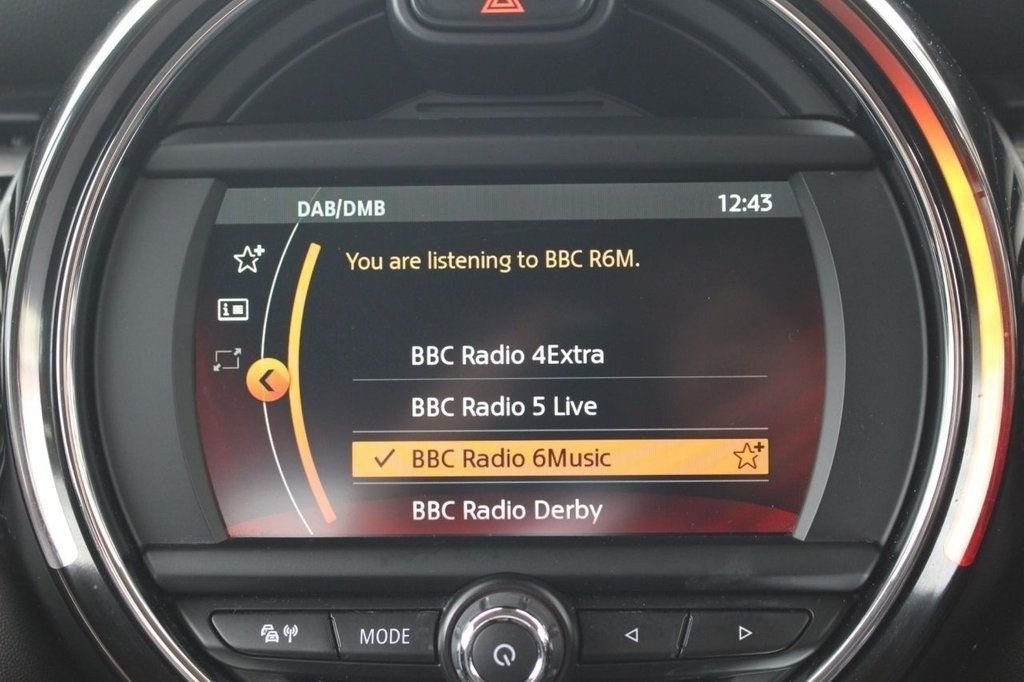 DAB/DMB 12:43
You are listening to BBC R6M.
BBC Radio 4Extra
BBC Radio 5 Live
BBC Radio 6Music
BBC Radio Derby
MODE